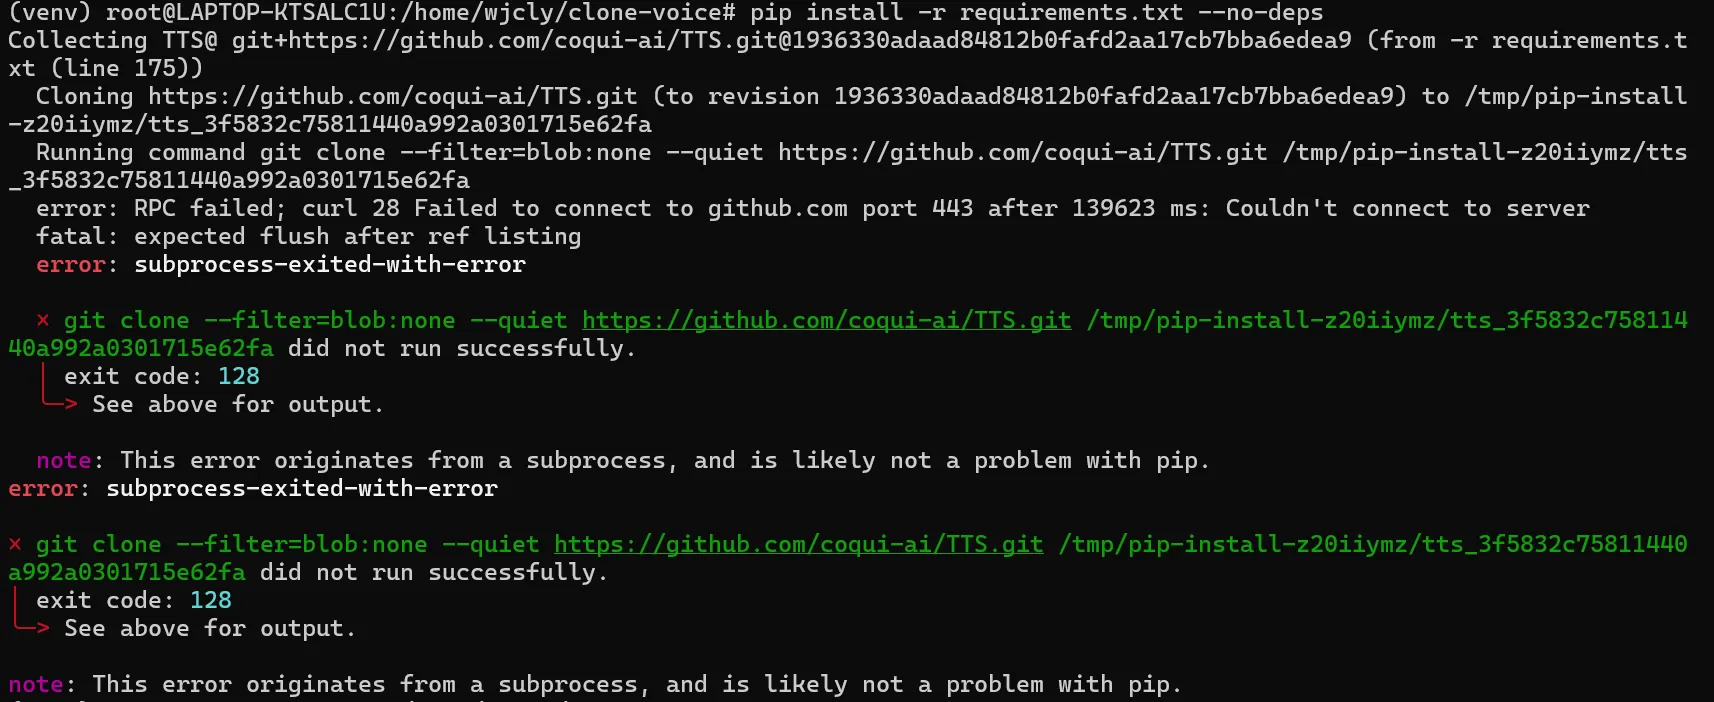 (venv) root@LAPTOP-KTSALC1U:/home/wjcly/clone-voice# pip install -r requirements.txt --no-deps
Collecting TTS@ git+https://github.com/coqui-ai/TTS.git@1936330adaad84812b0fafd2aa17cb7bba6edea9 (from -r requirements.t
xt (line 175))
  Cloning https://github.com/coqui-ai/TTS.git (to revision 1936330adaad84812b0fafd2aa17cb7bba6edea9) to /tmp/pip-install
-z20iiymz/tts_3f5832c75811440a992a0301715e62fa
  Running command git clone --filter=blob:none --quiet https://github.com/coqui-ai/TTS.git /tmp/pip-install-z20iiymz/tts
_3f5832c75811440a992a0301715e62fa
  error: RPC failed; curl 28 Failed to connect to github.com port 443 after 139623 ms: Couldn't connect to server
  fatal: expected flush after ref listing
  error: subprocess-exited-with-error
  × git clone --filter=blob:none --quiet https://github.com/coqui-ai/TTS.git /tmp/pip-install-z20iiymz/tts_3f5832c758114
40a992a0301715e62fa did not run successfully.
  │ exit code: 128
  ╰─> See above for output.
  note: This error originates from a subprocess, and is likely not a problem with pip.
error: subprocess-exited-with-error
× git clone --filter=blob:none --quiet https://github.com/coqui-ai/TTS.git /tmp/pip-install-z20iiymz/tts_3f5832c75811440
a992a0301715e62fa did not run successfully.
│ exit code: 128
╰─> See above for output.
note: This error originates from a subprocess, and is likely not a problem with pip.